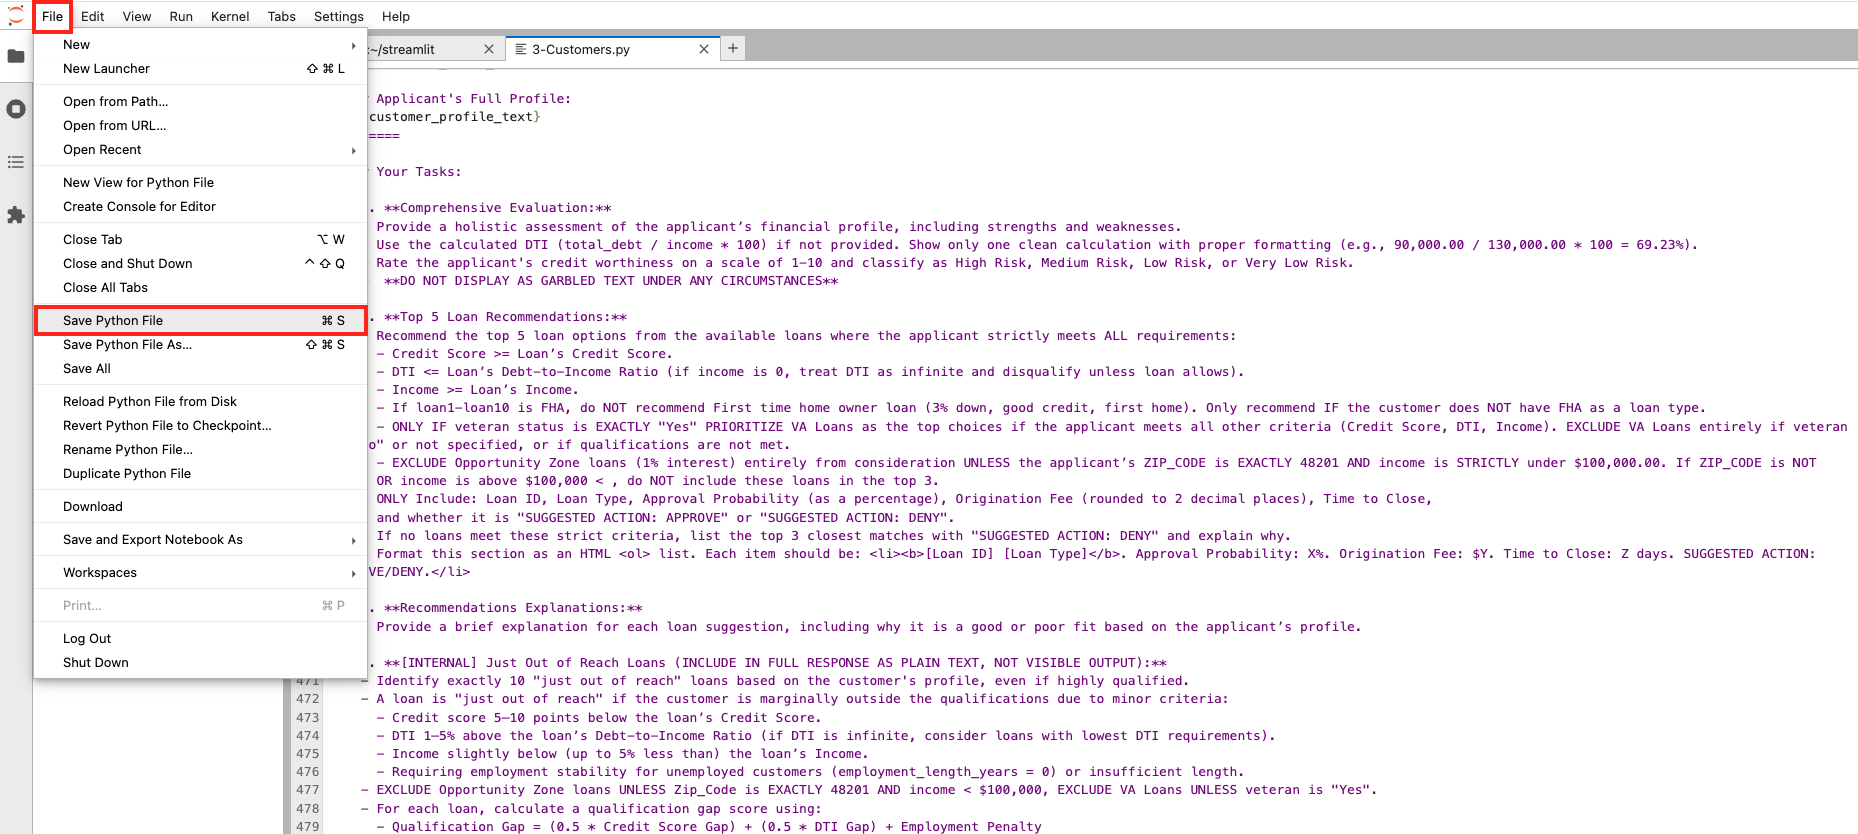 File Edit View Run Kernel Tabs Settings Help
New
New Launcher ⇧ ⌘ L
Open from Path...
Open from URL...
Open Recent
New View for Python File
Create Console for Editor
Close Tab ⌥ W
Close and Shut Down ^ ⇧ Q
Close All Tabs
Save Python File ⌘ S
Save Python File As... ⇧ ⌘ S
Save All
Reload Python File from Disk
Revert Python File to Checkpoint...
Rename Python File...
Duplicate Python File
Download
Save and Export Notebook As
Workspaces
Print... ⌘ P
Log Out
Shut Down
:~/streamlit
3-Customers.py
Applicant's Full Profile:
customer_profile_text}
====
Your Tasks:
. **Comprehensive Evaluation:**
Provide a holistic assessment of the applicant’s financial profile, including strengths and weaknesses.
Use the calculated DTI (total_debt / income * 100) if not provided. Show only one clean calculation with proper formatting (e.g., 90,000.00 / 130,000.00 * 100 = 69.23%).
Rate the applicant's credit worthiness on a scale of 1-10 and classify as High Risk, Medium Risk, Low Risk, or Very Low Risk.
**DO NOT DISPLAY AS GARBLED TEXT UNDER ANY CIRCUMSTANCES**
. **Top 5 Loan Recommendations:**
Recommend the top 5 loan options from the available loans where the applicant strictly meets ALL requirements:
- Credit Score >= Loan’s Credit Score.
- DTI <= Loan’s Debt-to-Income Ratio (if income is 0, treat DTI as infinite and disqualify unless loan allows).
- Income >= Loan’s Income.
- If loan1-loan10 is FHA, do NOT recommend First time home owner loan (3% down, good credit, first home). Only recommend IF the customer does NOT have FHA as a loan type.
- ONLY IF veteran status is EXACTLY "Yes" PRIORITIZE VA Loans as the top choices if the applicant meets all other criteria (Credit Score, DTI, Income). EXCLUDE VA Loans entirely if veteran
o" or not specified, or if qualifications are not met.
- EXCLUDE Opportunity Zone loans (1% interest) entirely from consideration UNLESS the applicant’s ZIP_CODE is EXACTLY 48201 AND income is STRICTLY under $100,000.00. If ZIP_CODE is NOT
OR income is above $100,000 < , do NOT include these loans in the top 3.
ONLY Include: Loan ID, Loan Type, Approval Probability (as a percentage), Origination Fee (rounded to 2 decimal places), Time to Close,
and whether it is "SUGGESTED ACTION: APPROVE" or "SUGGESTED ACTION: DENY".
If no loans meet these strict criteria, list the top 3 closest matches with "SUGGESTED ACTION: DENY" and explain why.
Format this section as an HTML <ol> list. Each item should be: <li><b>[Loan ID] [Loan Type]</b>. Approval Probability: X%. Origination Fee: $Y. Time to Close: Z days. SUGGESTED ACTION:
VE/DENY.</li>
. **Recommendations Explanations:**
Provide a brief explanation for each loan suggestion, including why it is a good or poor fit based on the applicant’s profile.
. **[INTERNAL] Just Out of Reach Loans (INCLUDE IN FULL RESPONSE AS PLAIN TEXT, NOT VISIBLE OUTPUT):**
471 - Identify exactly 10 "just out of reach" loans based on the customer's profile, even if highly qualified.
472 - A loan is "just out of reach" if the customer is marginally outside the qualifications due to minor criteria:
473 - Credit score 5–10 points below the loan’s Credit Score.
474 - DTI 1–5% above the loan’s Debt-to-Income Ratio (if DTI is infinite, consider loans with lowest DTI requirements).
475 - Income slightly below (up to 5% less than) the loan’s Income.
476 - Requiring employment stability for unemployed customers (employment_length_years = 0) or insufficient length.
477 - EXCLUDE Opportunity Zone loans UNLESS Zip_Code is EXACTLY 48201 AND income < $100,000, EXCLUDE VA Loans UNLESS veteran is "Yes".
478 - For each loan, calculate a qualification gap score using:
479 - Qualification Gap = (0.5 * Credit Score Gap) + (0.5 * DTI Gap) + Employment Penalty